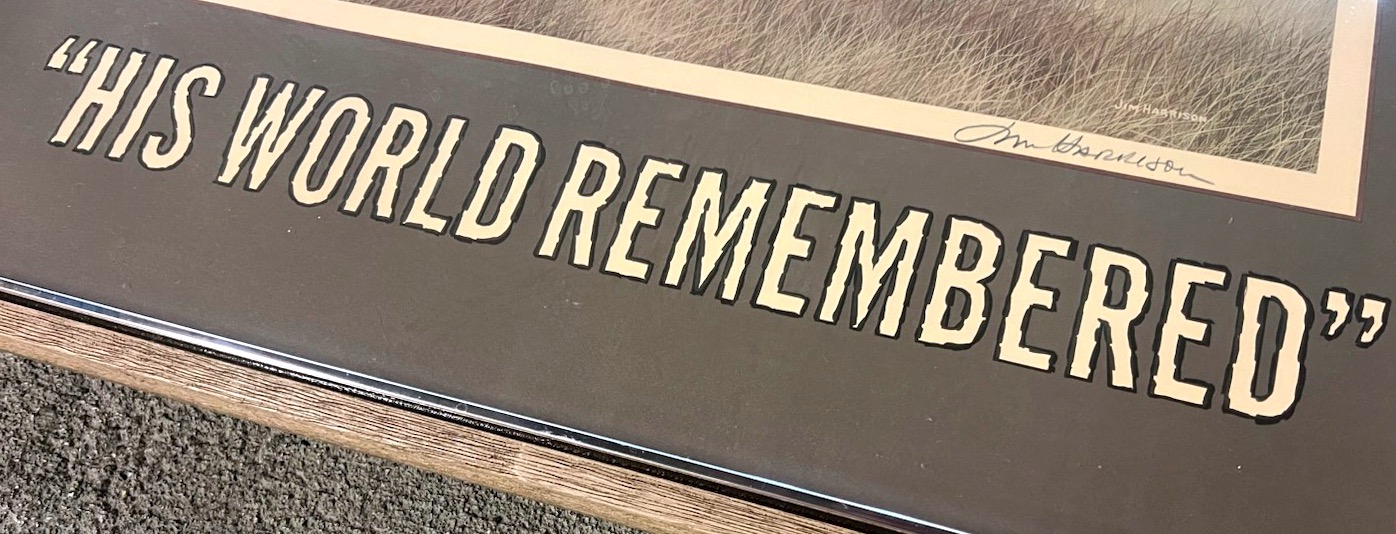 JIM HARRISON
Jim Harrison
“HIS WORLD REMEMBERED”